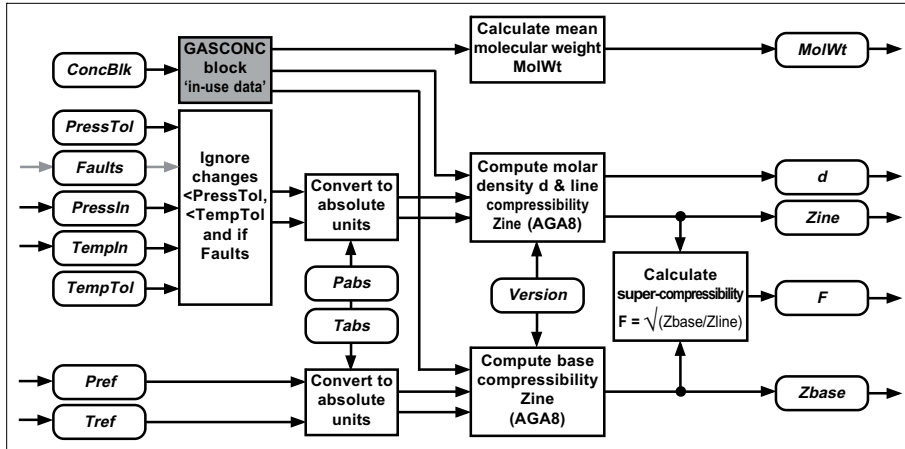 ConcBlk
GASCONC
block
'in-use data'
Calculate mean
molecular weight
MolWt
MolWt
PressTol
Faults
PressIn
TempIn
TempTol
Ignore
changes
<PressTol,
<TempTol
and if
Faults
Convert to
absolute
units
Compute molar
density d & line
compressibility
Zine (AGA8)
d
Zine
Pabs
Tabs
Version
Calculate
super-compressibility
F = √(Zbase/Zline)
F
Pref
Tref
Convert to
absolute
units
Compute base
compressibility
Zine
(AGA8)
Zbase